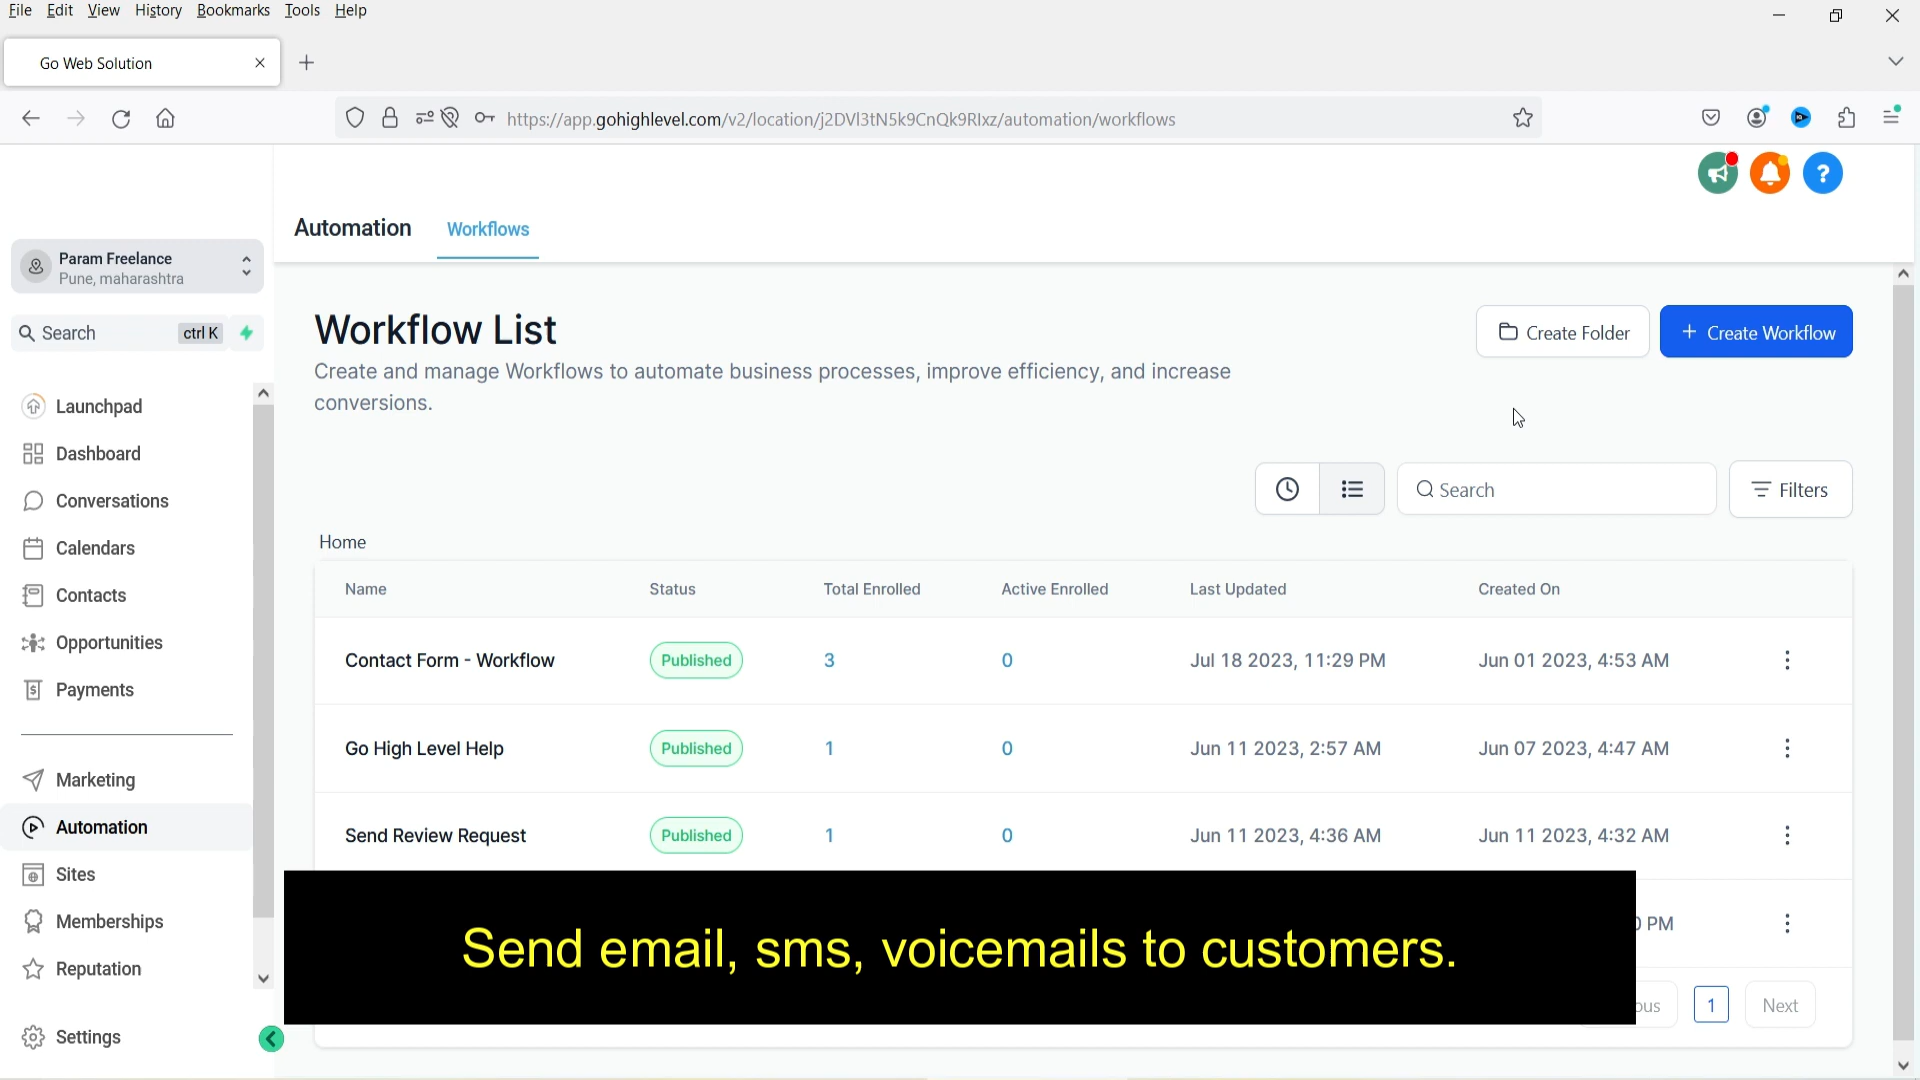 File Edit View History Bookmarks Tools Help
Go Web Solution
https://app.gohighlevel.com/v2/location/j2DVl3tN5k9CnQk9Rlxz/automation/workflows
Automation Workflows
Param Freelance
Pune, maharashtra
Search ctrl K
Launchpad
Dashboard
Conversations
Calendars
Contacts
Opportunities
Payments
Marketing
Automation
Sites
Memberships
Reputation
Settings
Workflow List
Create and manage Workflows to automate business processes, improve efficiency, and increase
conversions.
Create Folder
+ Create Workflow
Search
Filters
Home
Name Status Total Enrolled Active Enrolled Last Updated Created On
Contact Form - Workflow Published 3 0 Jul 18 2023, 11:29 PM Jun 01 2023, 4:53 AM
Go High Level Help Published 1 0 Jun 11 2023, 2:57 AM Jun 07 2023, 4:47 AM
Send Review Request Published 1 0 Jun 11 2023, 4:36 AM Jun 11 2023, 4:32 AM
PM
Send email, sms, voicemails to customers.
1 Next